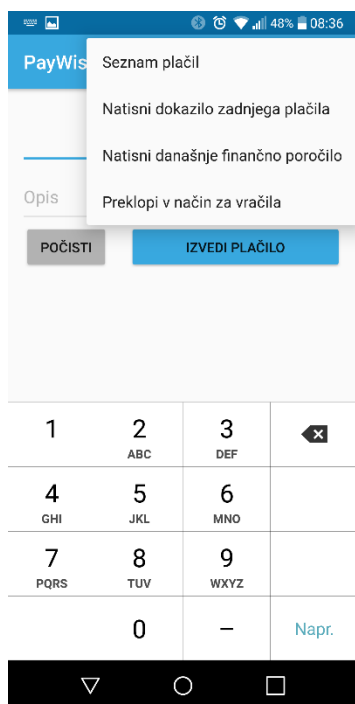 48% 08:36
PayWis
Seznam plačil
Natisni dokazilo zadnjega plačila
Natisni današnje finančno poročilo
Preklopi v način za vračila
Opis
POČISTI
IZVEDI PLAČILO
1
2
3
ABC
DEF
4
5
6
GHI
JKL
MNO
7
8
9
PQRS
TUV
WXYZ
0
–
Napr.